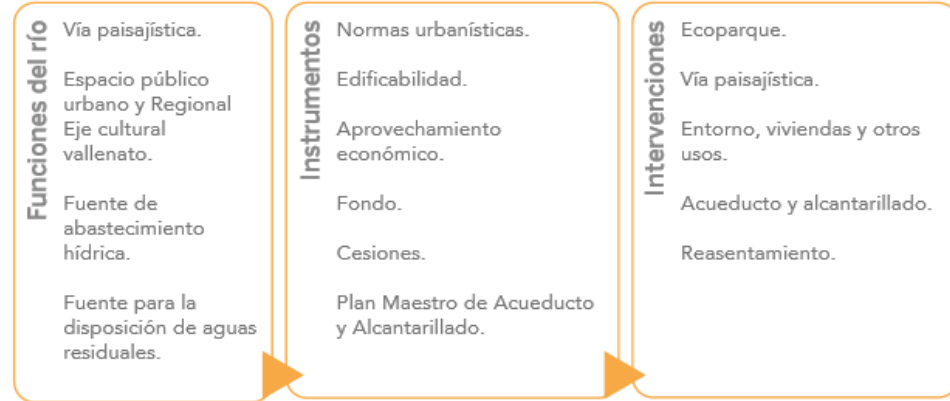 Funciones del río
Vía paisajística.
Espacio público
urbano y Regional
Eje cultural
vallenato.
Fuente de
abastecimiento
hídrica.
Fuente para la
disposición de aguas
residuales.
Instrumentos
Normas urbanísticas.
Edificabilidad.
Aprovechamiento
económico.
Fondo.
Cesiones.
Plan Maestro de Acueducto
y Alcantarillado.
Intervenciones
Ecoparque.
Vía paisajística.
Entorno, viviendas y otros
usos.
Acueducto y alcantarillado.
Reasentamiento.